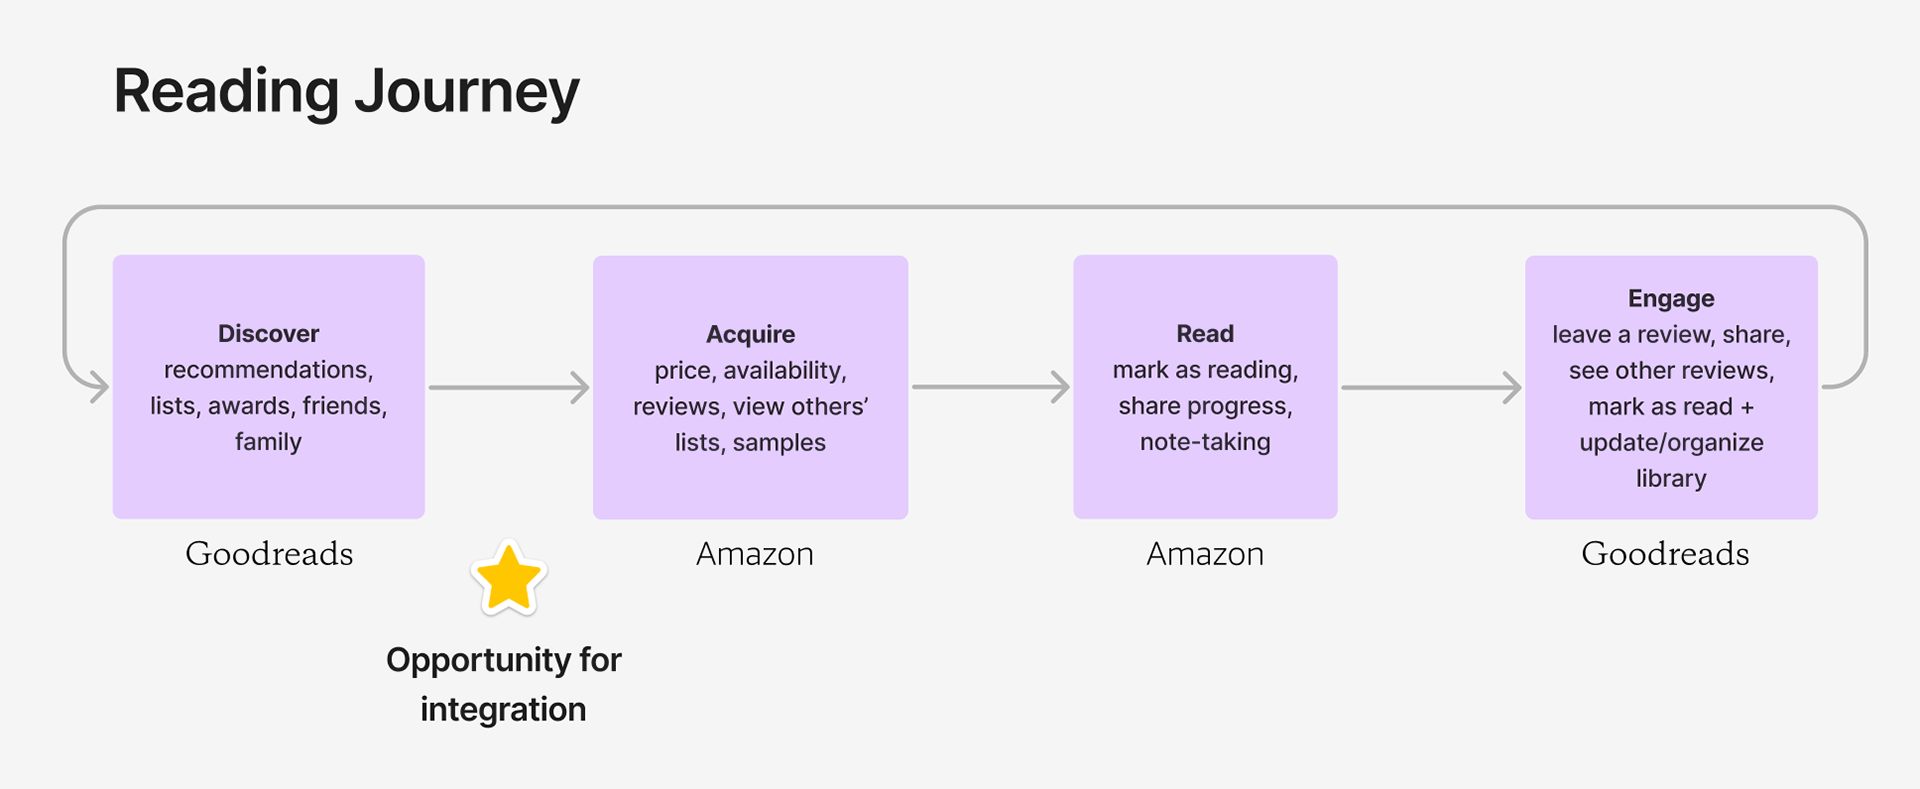 Reading Journey
Discover
recommendations,
lists, awards, friends,
family
Goodreads
Acquire
price, availability,
reviews, view others’
lists, samples
Amazon
Read
mark as reading,
share progress,
note-taking
Amazon
Engage
leave a review, share,
see other reviews,
mark as read +
update/organize
library
Goodreads
Opportunity for
integration